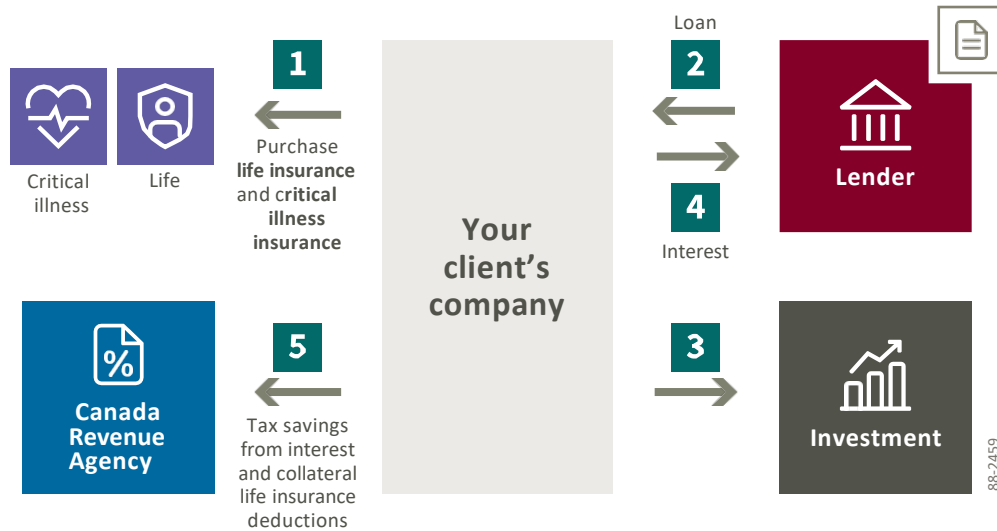 1
Purchase
life insurance
and critical
illness
insurance
Critical
illness
Life
Your
client's
company
Loan
2
4
Interest
Lender
%
Canada
Revenue
Agency
5
Tax savings
from interest
and collateral
life insurance
deductions
3
Investment
88-2459